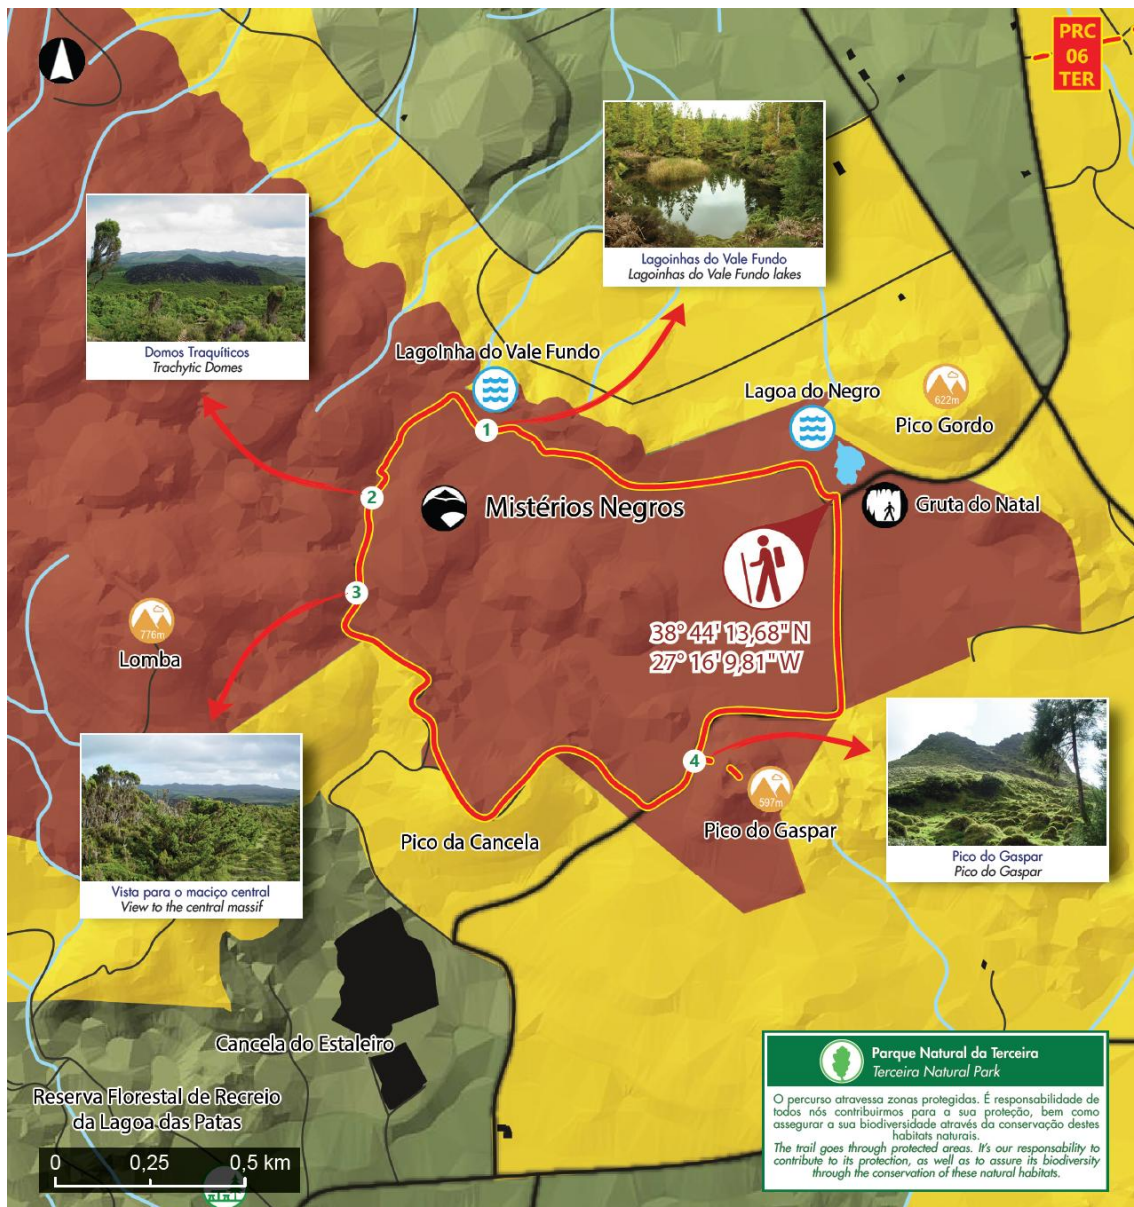 PRC
06
TER
Lagoinhas do Vale Fundo
Lagoinhas do Vale Fundo lakes
Domos Traquíticos
Trachytic Domes
LagoInha do Vale Fundo
Lagoa do Negro
622m
Pico Gordo
1
2
Mistérios Negros
Gruta do Natal
3
776m
Lomba
38° 44' 13,68" N
27° 16' 9,81" W
4
597m
Pico do Gaspar
Pico da Cancela
Pico do Gaspar
Pico do Gaspar
Vista para o maciço central
View to the central massif
Cancela do Estaleiro
Reserva Florestal de Recreio
da Lagoa das Patas
0 0,25 0,5 km
Parque Natural da Terceira
Terceira Natural Park
O percurso atravessa zonas protegidas. É responsabilidade de
todos nós contribuirmos para a sua proteção, bem como
assegurar a sua biodiversidade através da conservação destes
habitats naturais.
The trail goes through protected areas. It's our responsability to
contribute to its protection, as well as to assure its biodiversity
through the conservation of these natural habitats.